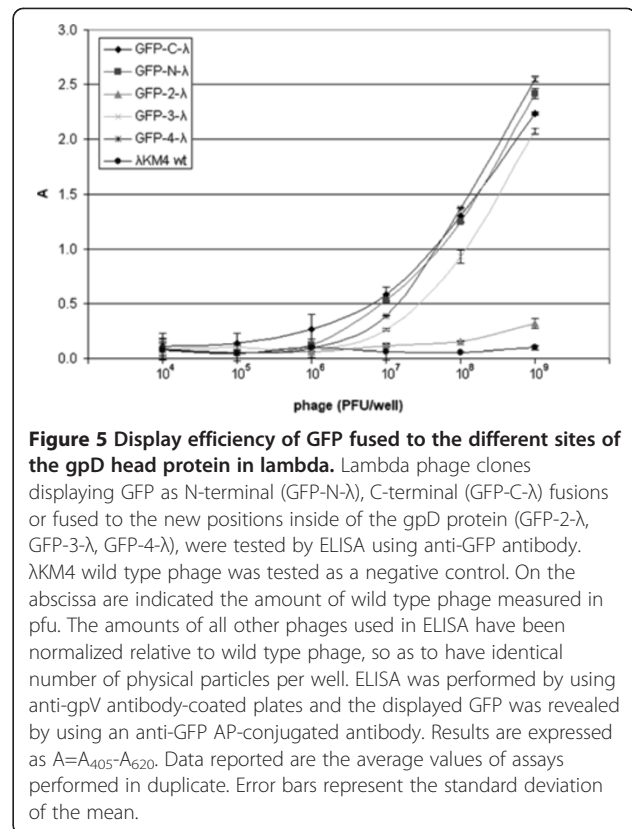 3.0
GFP-C-λ
GFP-N-λ
2.5
GFP-2-λ
GFP-3-λ
2.0
GFP-4-λ
λKM4 wt
A
1.5
1.0
0.5
0.0
10⁴ 10⁵ 10⁶ 10⁷ 10⁸ 10⁹
phage (PFU/well)
Figure 5 Display efficiency of GFP fused to the different sites of
the gpD head protein in lambda. Lambda phage clones
displaying GFP as N-terminal (GFP-N-λ), C-terminal (GFP-C-λ) fusions
or fused to the new positions inside of the gpD protein (GFP-2-λ,
GFP-3-λ, GFP-4-λ), were tested by ELISA using anti-GFP antibody.
λKM4 wild type phage was tested as a negative control. On the
abscissa are indicated the amount of wild type phage measured in
pfu. The amounts of all other phages used in ELISA have been
normalized relative to wild type phage, so as to have identical
number of physical particles per well. ELISA was performed by using
anti-gpV antibody-coated plates and the displayed GFP was revealed
by using an anti-GFP AP-conjugated antibody. Results are expressed
as A=A₄₀₅-A₆₂₀. Data reported are the average values of assays
performed in duplicate. Error bars represent the standard deviation
of the mean.